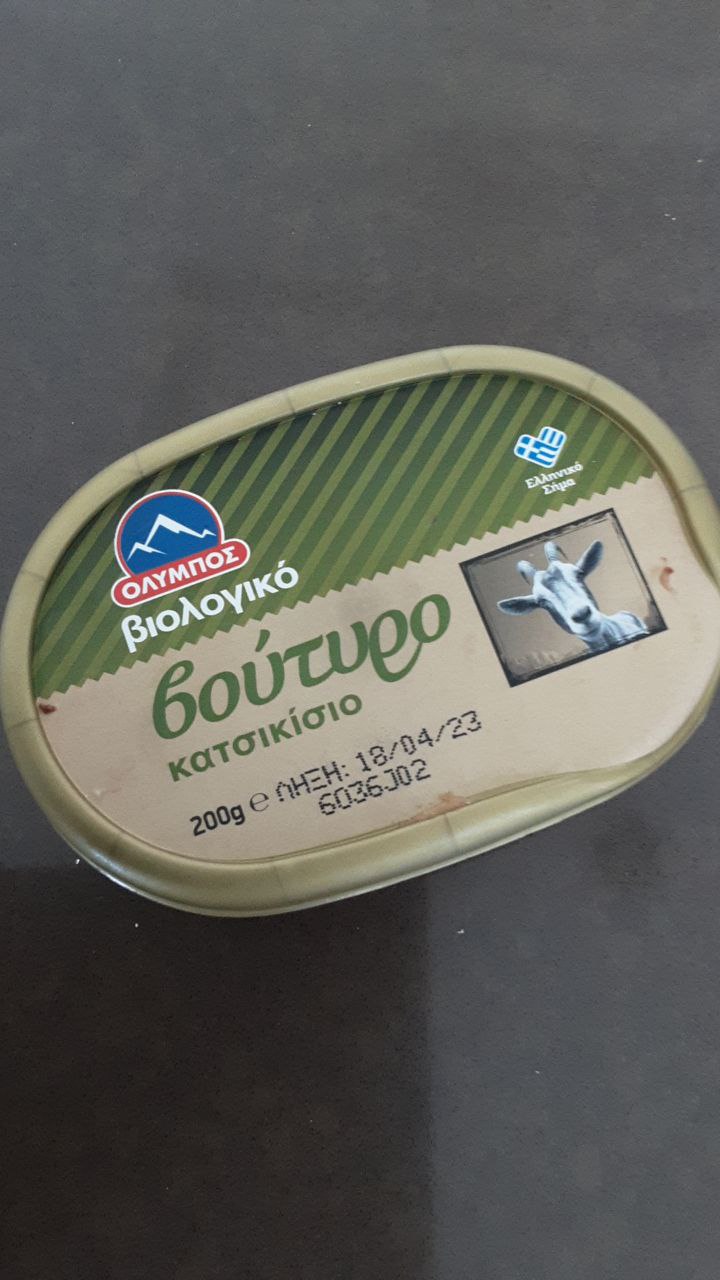 Ελληνικό
Σήμα
ΟΛΥΜΠΟΣ
βιολογικό
βούτυρο
κατσικίσιο
200g e ΛΗΞΗ: 18/04/23
6036J02